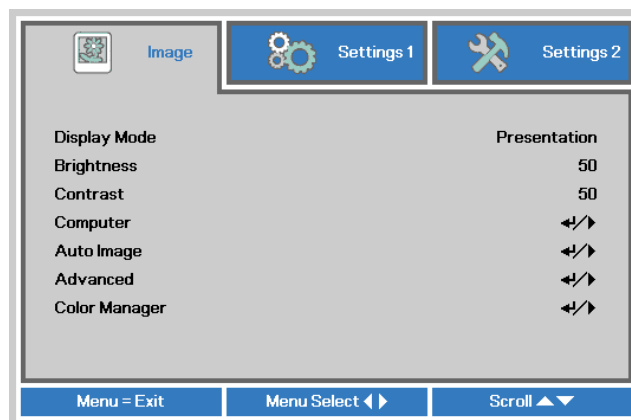 Image
Settings 1
Settings 2
Display Mode Presentation
Brightness 50
Contrast 50
Computer ↵/▶
Auto Image ↵/▶
Advanced ↵/▶
Color Manager ↵/▶
Menu = Exit
Menu Select ◀▶
Scroll ▲▼